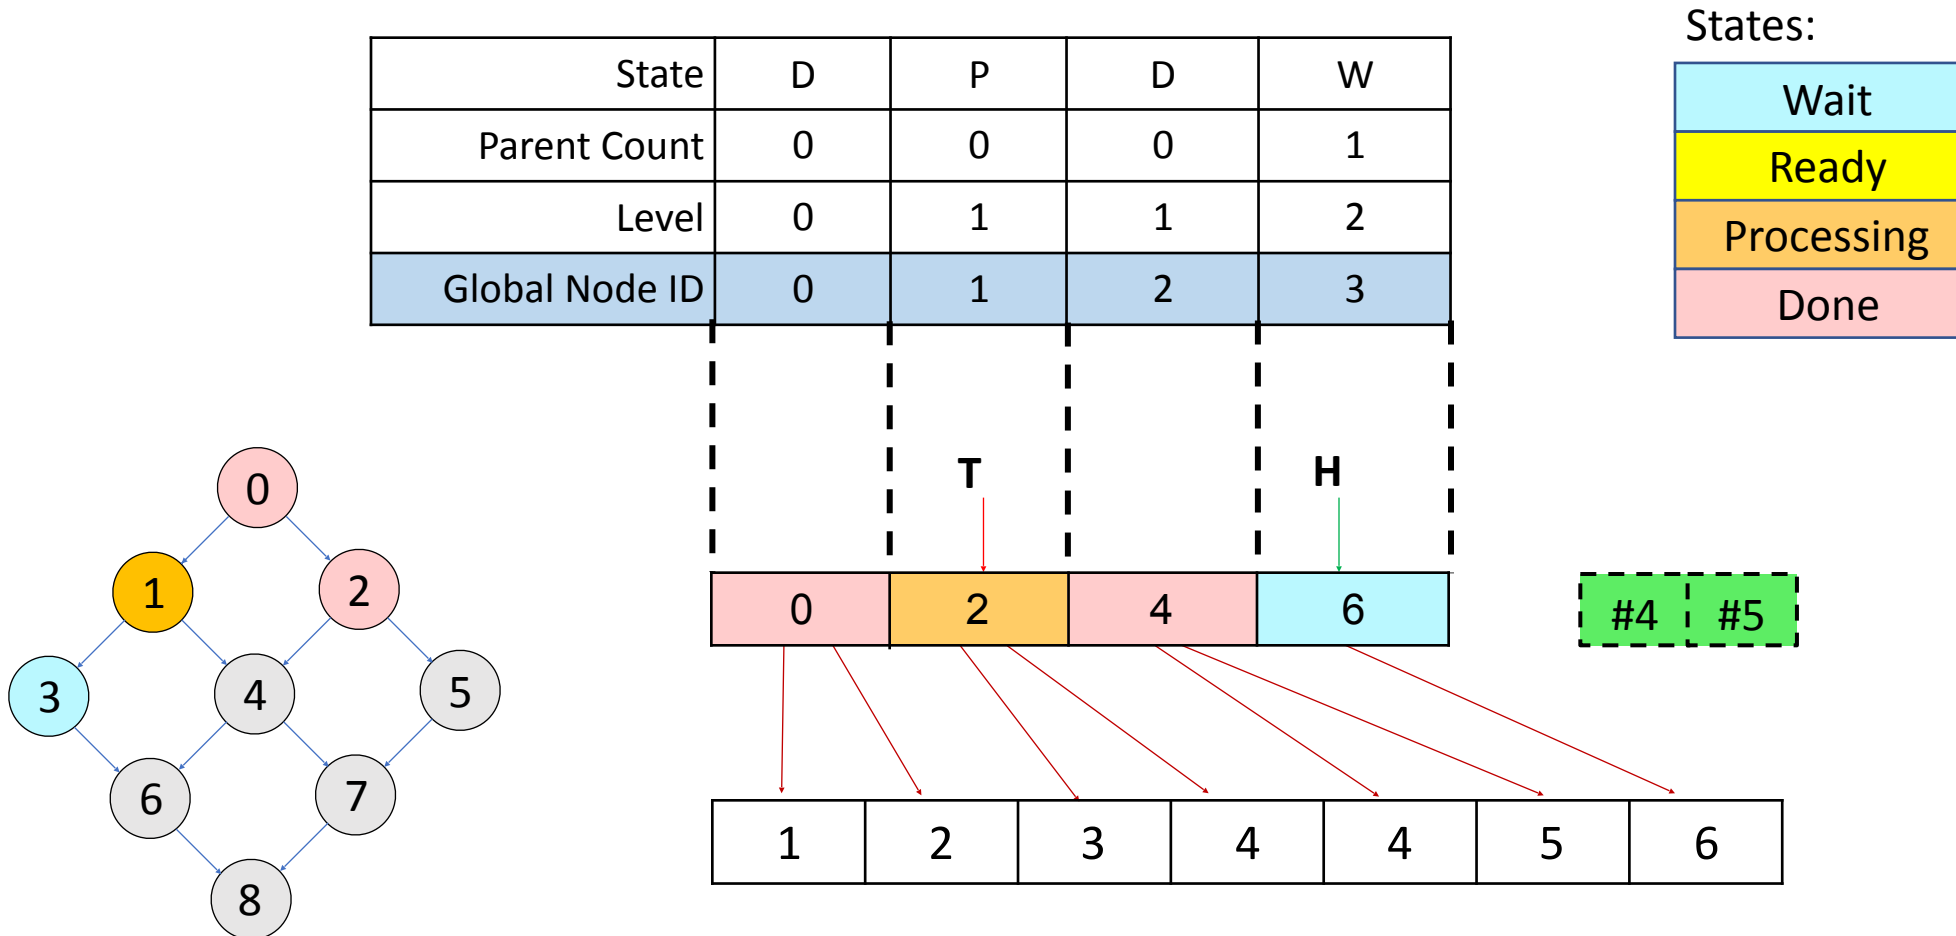 States:
State D P D W
Parent Count 0 0 0 1
Level 0 1 1 2
Global Node ID 0 1 2 3
Wait
Ready
Processing
Done
T H
0 2 4 6
#4 #5
1 2 3 4 4 5 6
0
1 2
3 4 5
6 7
8